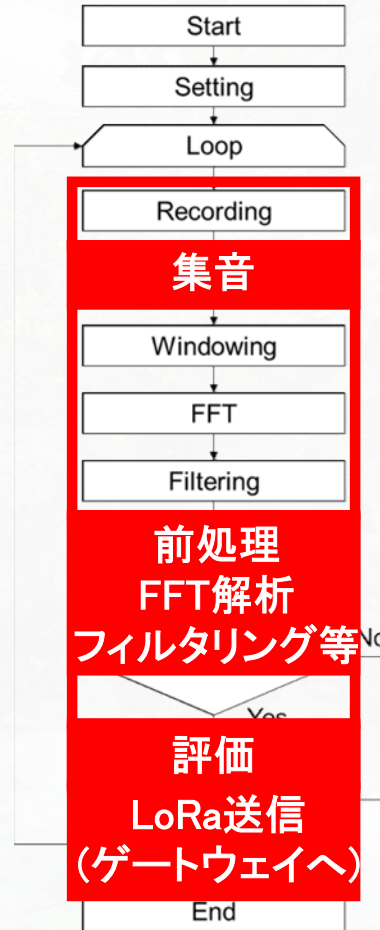 Start
Setting
Loop
Recording
集音
Windowing
FFT
Filtering
前処理
FFT解析
フィルタリング等
No
Yes
評価
LoRa送信
(ゲートウェイへ)
End